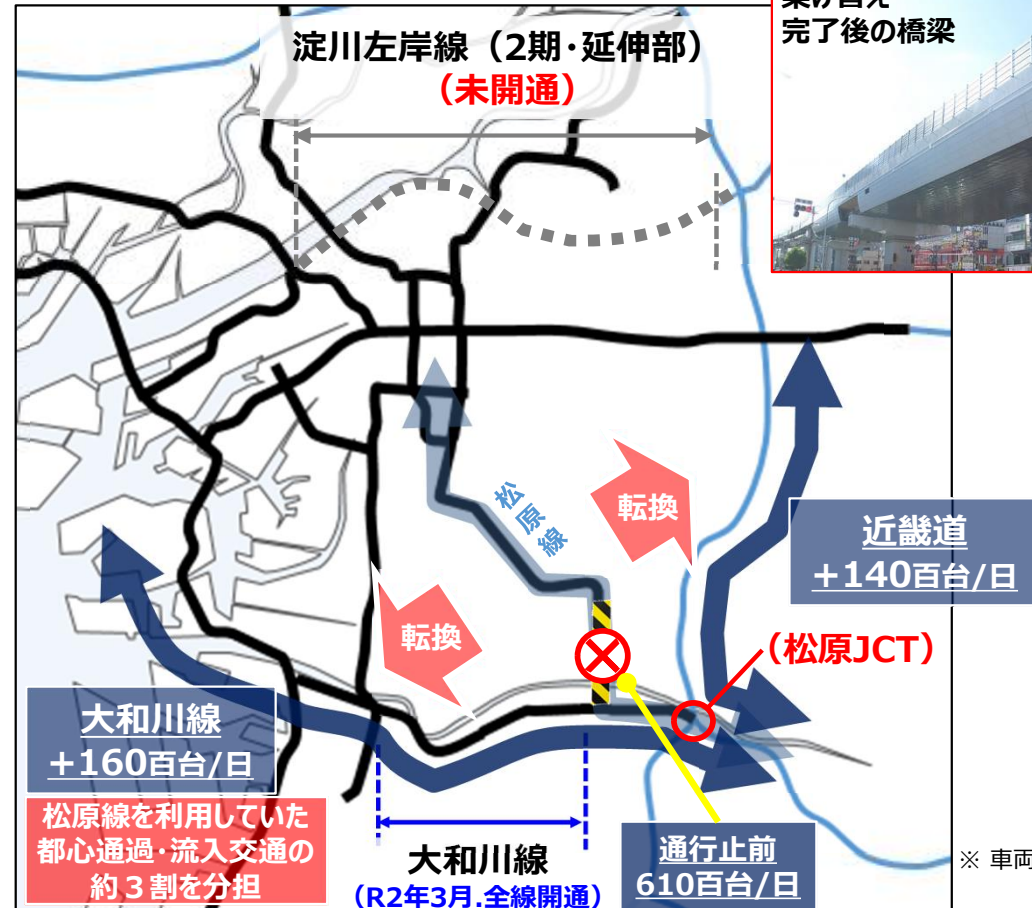 完了後の橋梁
淀川左岸線（2期・延伸部）
（未開通）
松原線
転換
近畿道
+140百台/日
転換
（松原JCT）
大和川線
+160百台/日
松原線を利用していた
都心通過・流入交通の
約３割を分担
大和川線
（R2年3月.全線開通）
通行止前
610百台/日
※ 車両